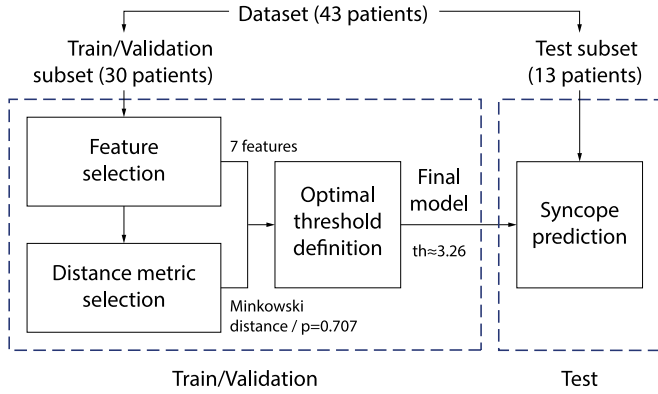 Dataset (43 patients)
Train/Validation
subset (30 patients)
Test subset
(13 patients)
Feature
selection
7 features
Distance metric
selection
Minkowski
distance / p=0.707
Optimal
threshold
definition
Final
model
th≈3.26
Syncope
prediction
Train/Validation
Test